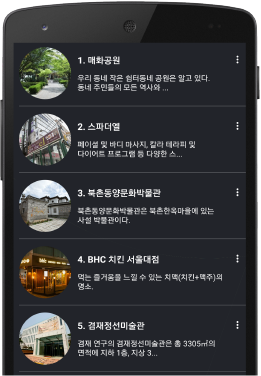 1. 매화공원
우리 동네 작은 쉼터동네 공원은 알고 있다.
동네 주민들의 모든 역사와 ...
2. 스파더엘
페이셜 및 바디 마사지, 칼라 테라피 및
다이어트 프로그램 등 다양한 스...
3. 북촌동양문화박물관
북촌동양문화박물관은 북촌한옥마을에 있는
사설 박물관이다.
4. BHC 치킨 서울대점
먹는 즐거움을 느낄 수 있는 치맥(치킨+맥주)의
명소.
5. 겸재정선미술관
겸재 연구의 겸재정선미술관은 총 3305㎡의
면적에 지하 1층, 지상 3...